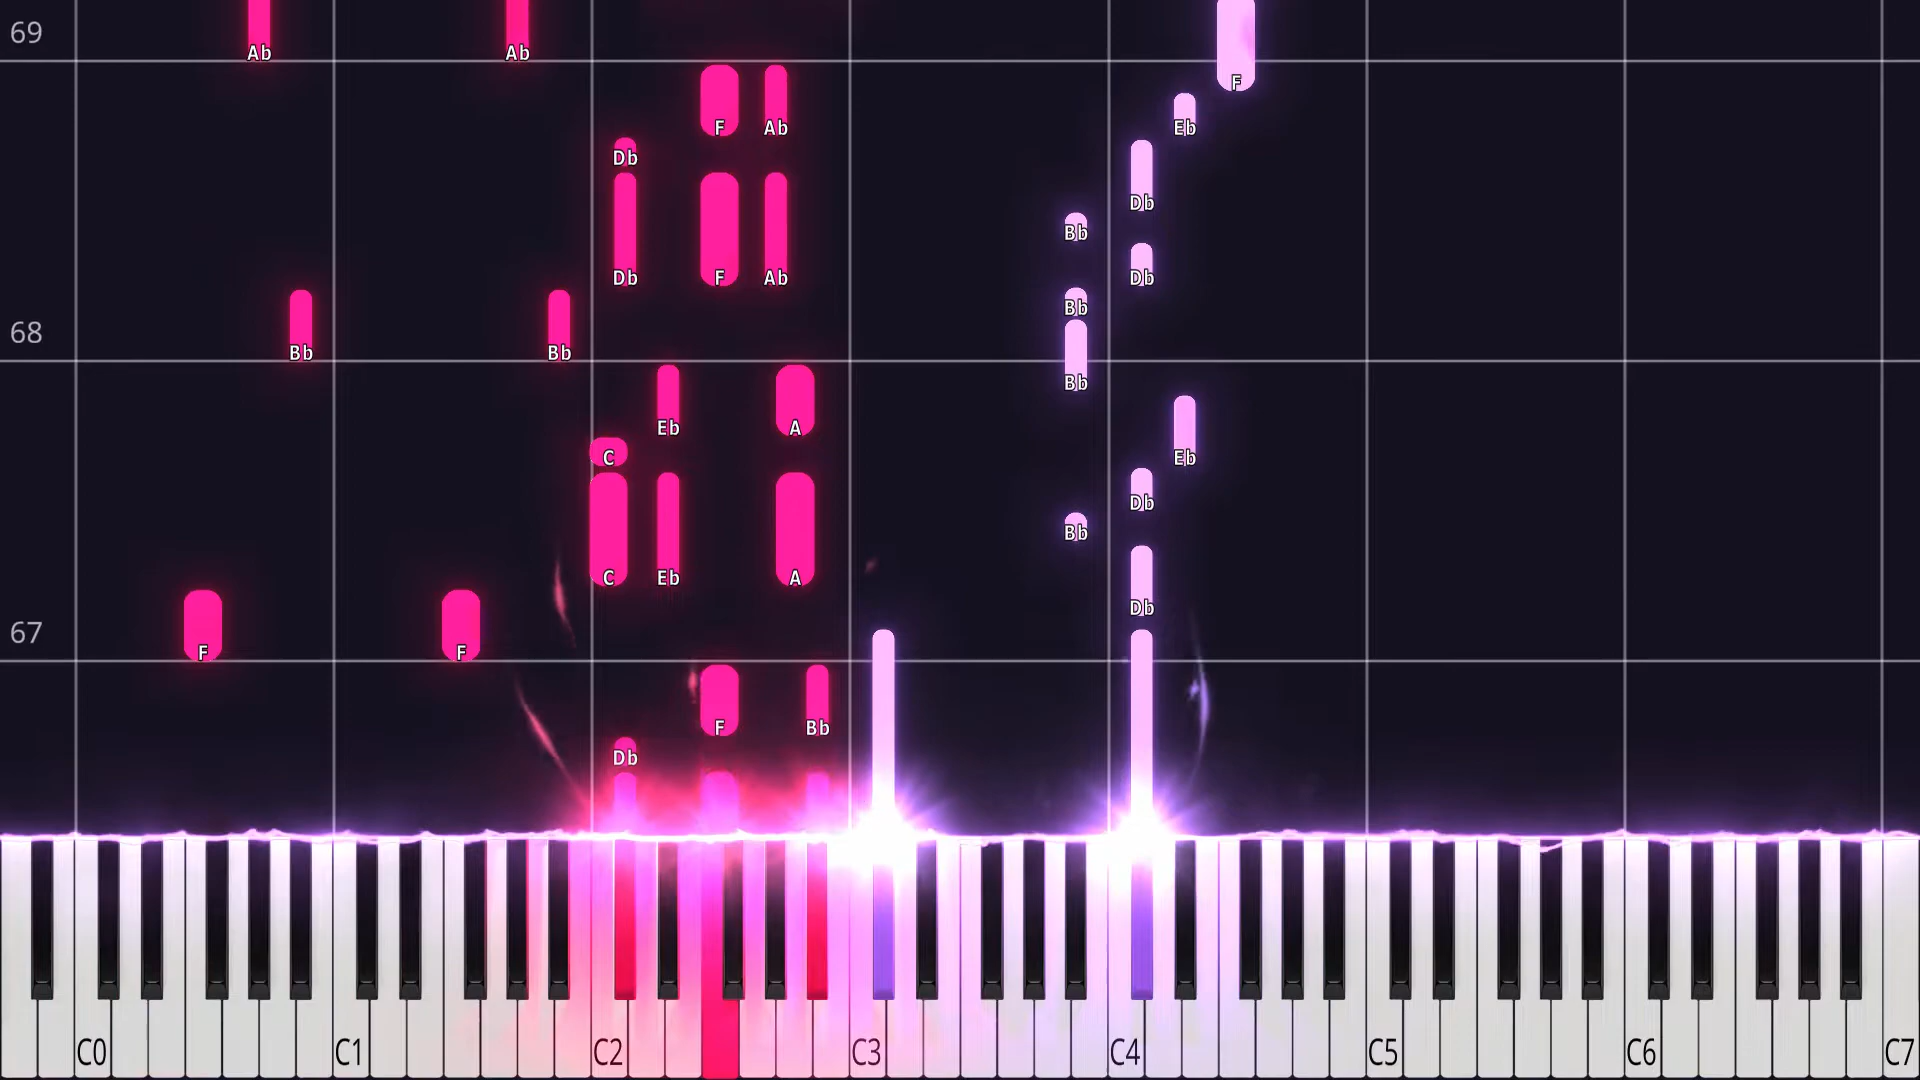 69
Ab Ab
F
F Ab
Eb
Db
Db
Bb
Db F Ab
Db
Bb
68
Bb Bb
Bb
Eb A
C
Eb
Db
Bb
C Eb A
Db
67
F F
F Bb
Db
C0 C1 C2 C3 C4 C5 C6 C7